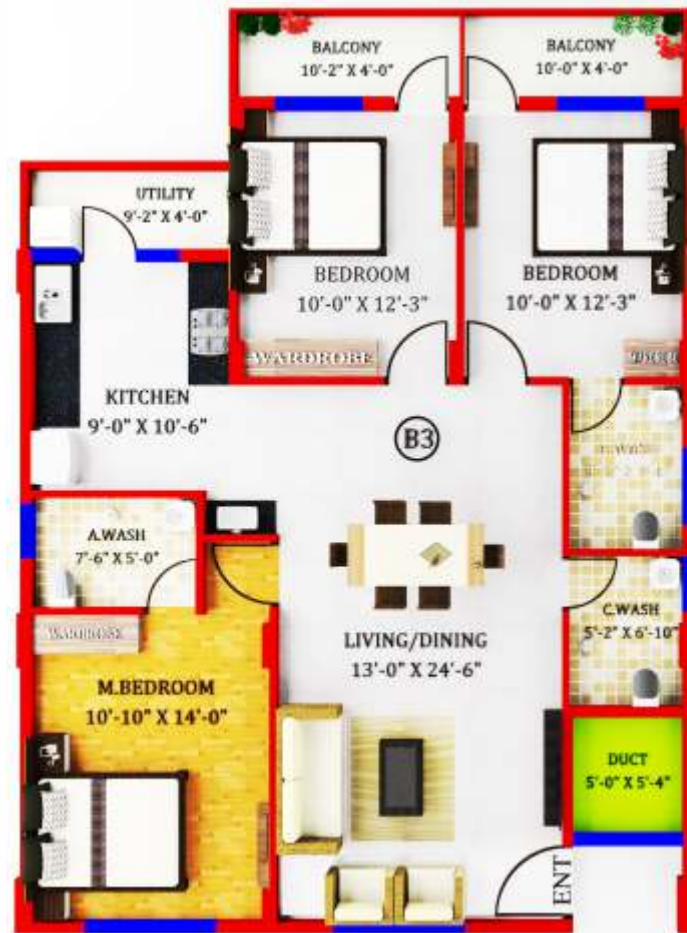 BALCONY
10'-2" X 4'-0"
BALCONY
10'-0" X 4'-0"
UTILITY
9'-2" X 4'-0"
BEDROOM
10'-0" X 12'-3"
BEDROOM
10'-0" X 12'-3"
WARDROBE
KITCHEN
9'-0" X 10'-6"
B3
A.WASH
7'-6" X 5'-0"
LIVING/DINING
13'-0" X 24'-6"
C.WASH
5'-2" X 6'-10"
WARDROBE
M.BEDROOM
10'-10" X 14'-0"
DUCT
5'-0" X 5'-4"
ENT